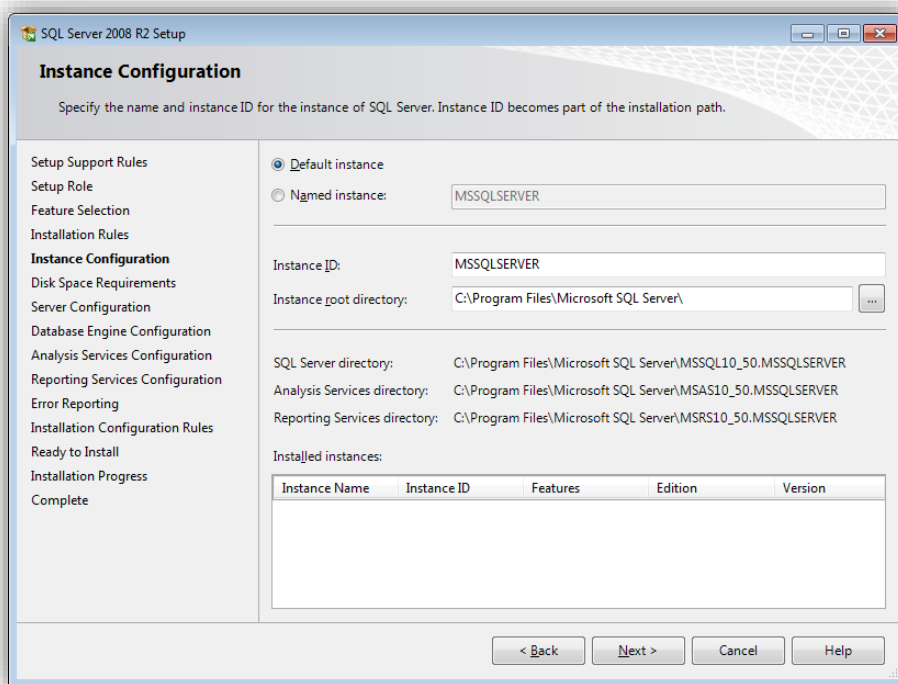 SQL Server 2008 R2 Setup
Instance Configuration
Specify the name and instance ID for the instance of SQL Server. Instance ID becomes part of the installation path.
Setup Support Rules
Setup Role
Feature Selection
Installation Rules
Instance Configuration
Disk Space Requirements
Server Configuration
Database Engine Configuration
Analysis Services Configuration
Reporting Services Configuration
Error Reporting
Installation Configuration Rules
Ready to Install
Installation Progress
Complete
Default instance
Named instance: MSSQLSERVER
Instance ID: MSSQLSERVER
Instance root directory: C:\Program Files\Microsoft SQL Server\ ...
SQL Server directory: C:\Program Files\Microsoft SQL Server\MSSQL10_50.MSSQLSERVER
Analysis Services directory: C:\Program Files\Microsoft SQL Server\MSAS10_50.MSSQLSERVER
Reporting Services directory: C:\Program Files\Microsoft SQL Server\MSRS10_50.MSSQLSERVER
Installed instances:
Instance Name Instance ID Features Edition Version
< Back Next > Cancel Help